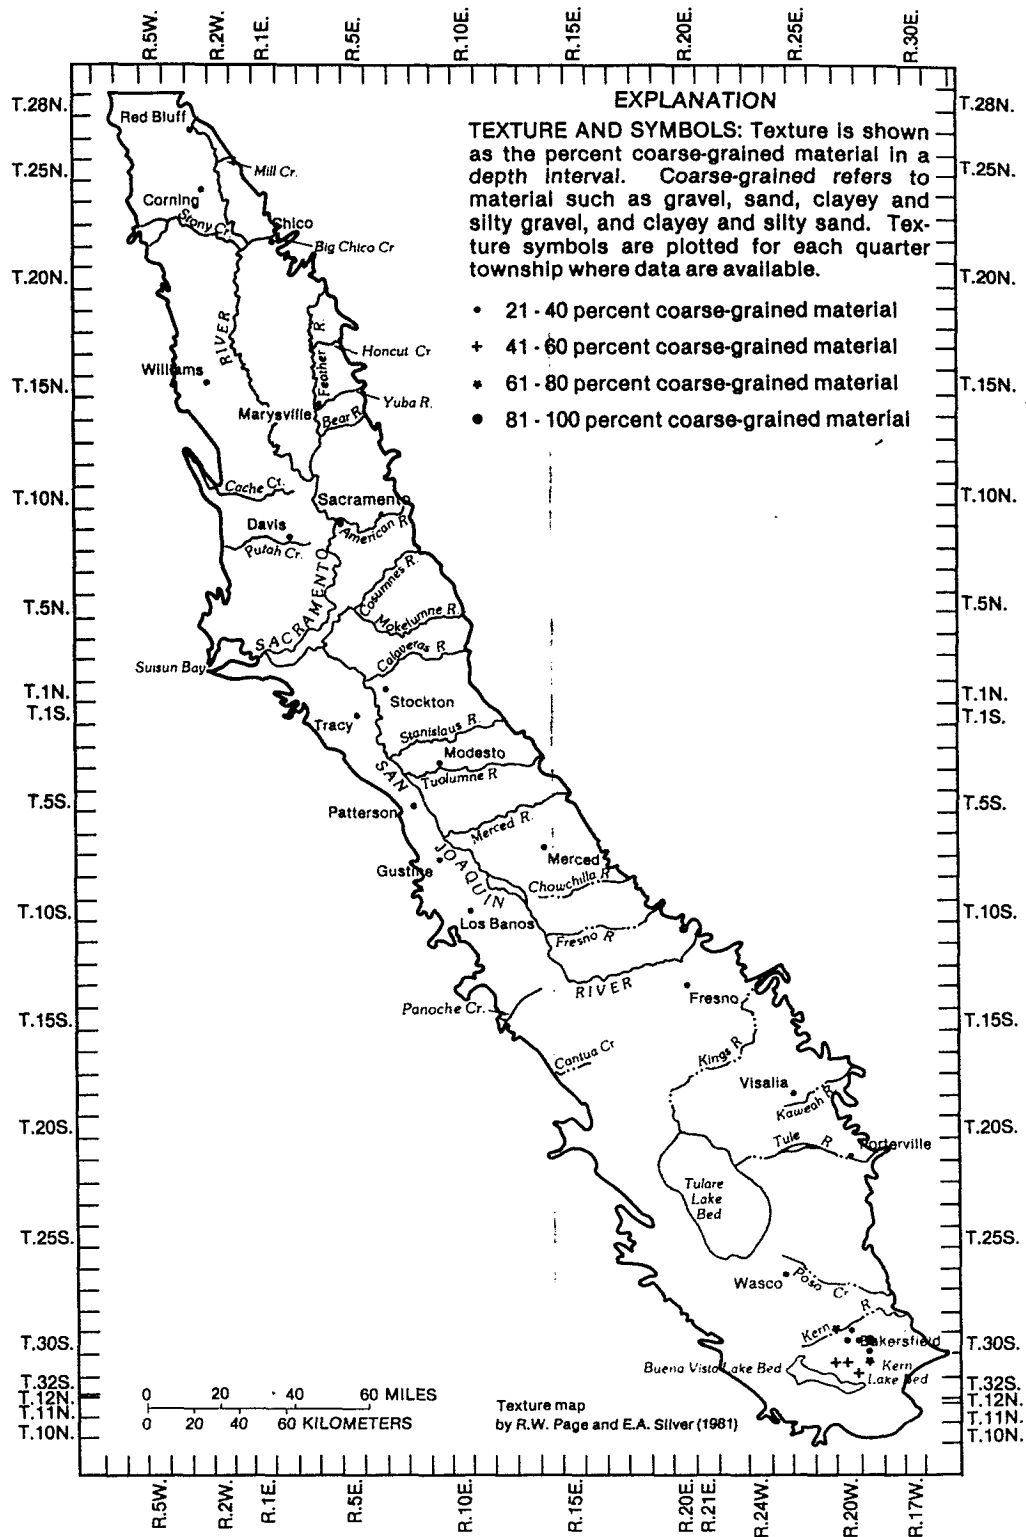 R.5W. R.2W. R.1E. R.5E. R.10E. R.15E. R.20E. R.25E. R.30E.
T.28N. T.28N.
EXPLANATION
TEXTURE AND SYMBOLS: Texture is shown
as the percent coarse-grained material in a
depth interval. Coarse-grained refers to
material such as gravel, sand, clayey and
silty gravel, and clayey and silty sand. Tex-
ture symbols are plotted for each quarter
township where data are available.
• 21 - 40 percent coarse-grained material
+ 41 - 60 percent coarse-grained material
★ 61 - 80 percent coarse-grained material
● 81 - 100 percent coarse-grained material
Red Bluff
Mill Cr.
T.25N. T.25N.
Corning
Stony Cr.
Chico
Big Chico Cr
T.20N. T.20N.
RIVER
Feather R.
Honcut Cr
Williams
T.15N. T.15N.
Yuba R.
Marysville
Bear R.
Cache Cr.
T.10N. T.10N.
Sacramento
American R
Davis
Putah Cr.
SACRAMENTO
Cosumnes R.
T.5N. T.5N.
Mokelumne R.
Calaveras R
Suisun Bay
T.1N. T.1N.
T.1S. T.1S.
Stockton
Tracy
Stanislaus R.
Modesto
Tuolumne R
SAN
T.5S. T.5S.
Patterson
Merced R.
JOAQUIN
Merced
Gustine
Chowchilla R
T.10S. T.10S.
Los Banos
Fresno R
RIVER
Fresno
Panoche Cr.
T.15S. T.15S.
Cantua Cr
Kings R
Visalia
Kaweah R
T.20S. T.20S.
Tule R
Porterville
Tulare
Lake
Bed
T.25S. T.25S.
Wasco
Poso Cr
Kern R
T.30S. T.30S.
Bakersfield
Buena Vista Lake Bed
Kern
Lake Bed
T.32S. T.32S.
T.12N. T.12N.
T.11N. T.11N.
T.10N. T.10N.
0 20 40 60 MILES
0 20 40 60 KILOMETERS
Texture map
by R.W. Page and E.A. Silver (1981)
R.5W. R.2W. R.1E. R.5E. R.10E. R.15E. R.20E. R.21E. R.24W. R.20W. R.17W.